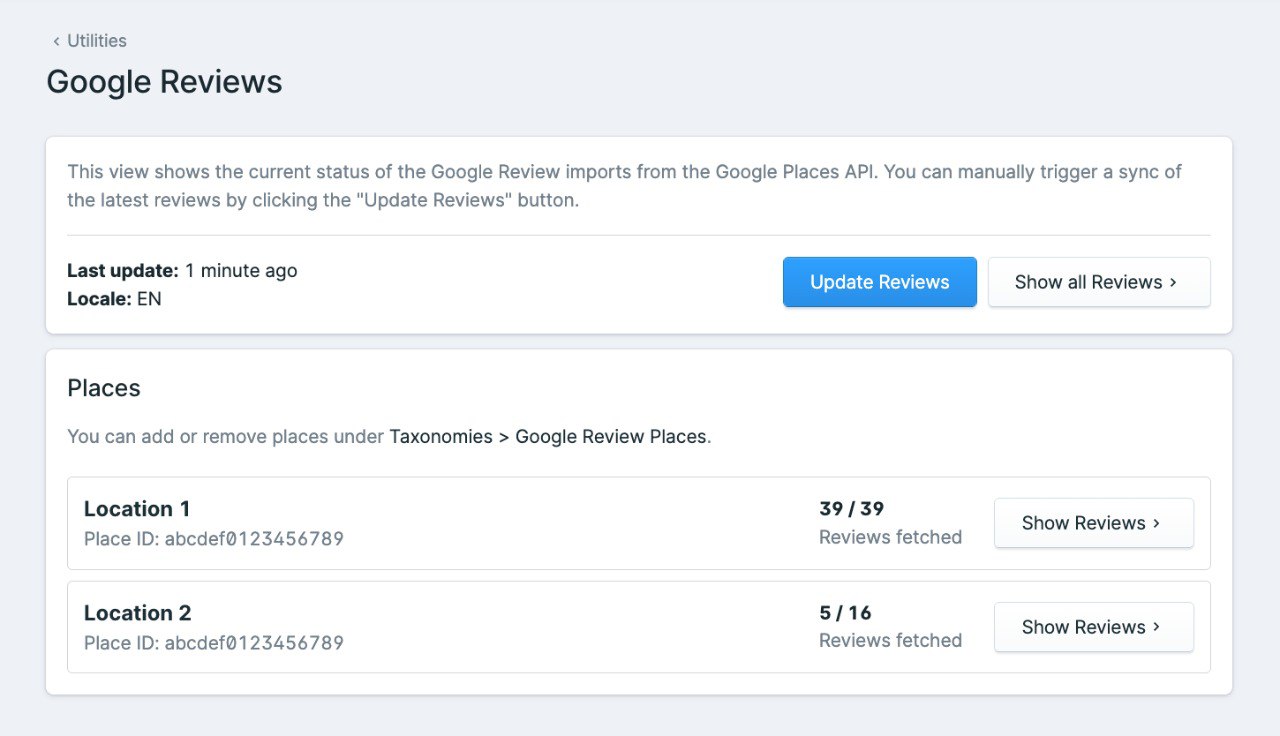 ‹ Utilities
Google Reviews
This view shows the current status of the Google Review imports from the Google Places API. You can manually trigger a sync of
the latest reviews by clicking the "Update Reviews" button.
Last update: 1 minute ago
Locale: EN
Update Reviews
Show all Reviews ›
Places
You can add or remove places under Taxonomies > Google Review Places.
Location 1
Place ID: abcdef0123456789
39 / 39
Reviews fetched
Show Reviews ›
Location 2
Place ID: abcdef0123456789
5 / 16
Reviews fetched
Show Reviews ›